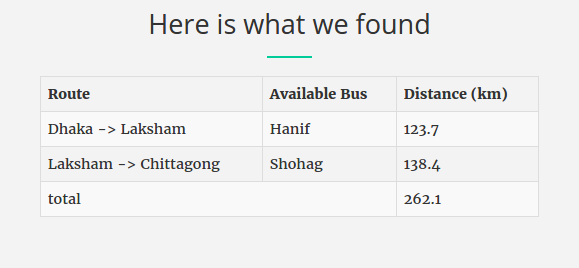 Here is what we found
Route Available Bus Distance (km)
Dhaka -> Laksham Hanif 123.7
Laksham -> Chittagong Shohag 138.4
total 262.1